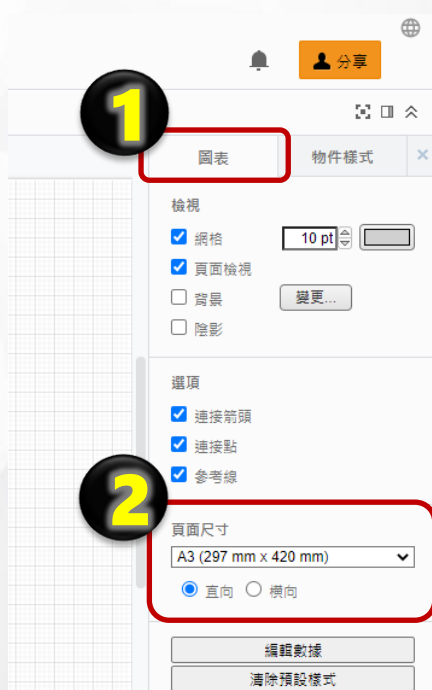 分享
1
圖表 物件樣式
檢視
網格 10 pt
頁面檢視
背景 變更...
陰影
選項
連接箭頭
連接點
參考線
2
頁面尺寸
A3 (297 mm x 420 mm)
直向 橫向
編輯數據
清除預設樣式